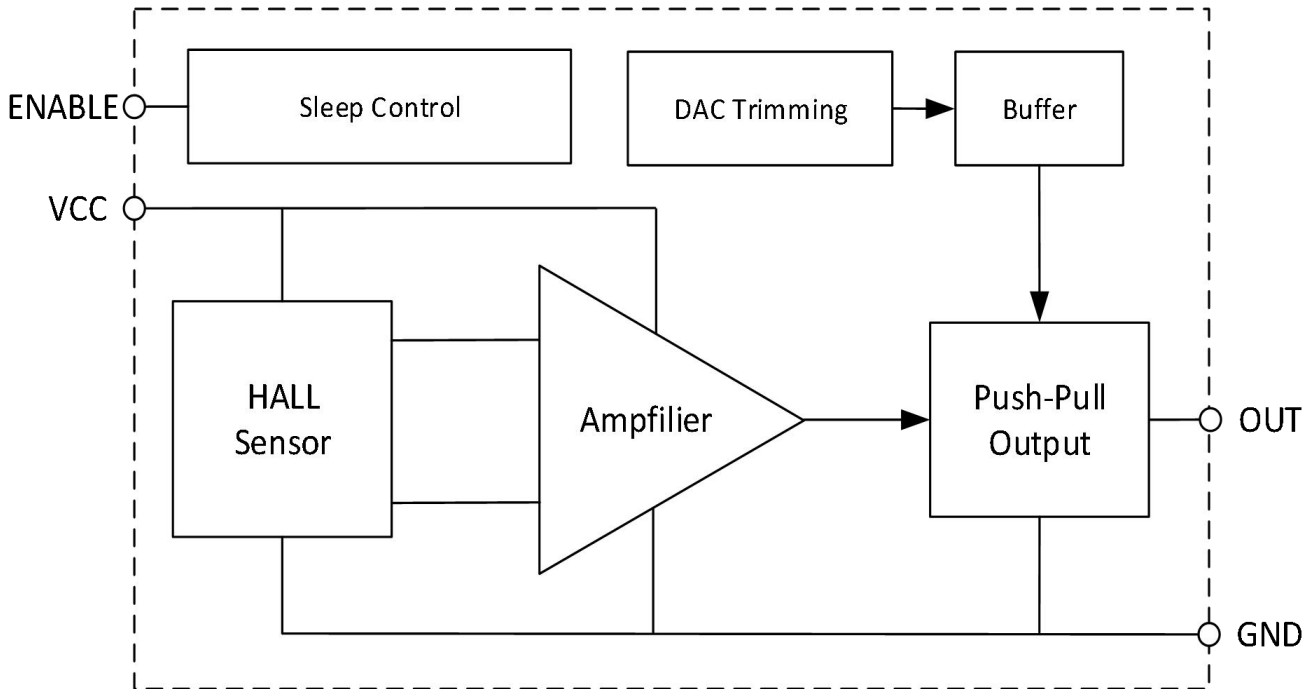 ENABLE
Sleep Control
DAC Trimming
Buffer
VCC
HALL
Sensor
Ampfilier
Push-Pull
Output
OUT
GND